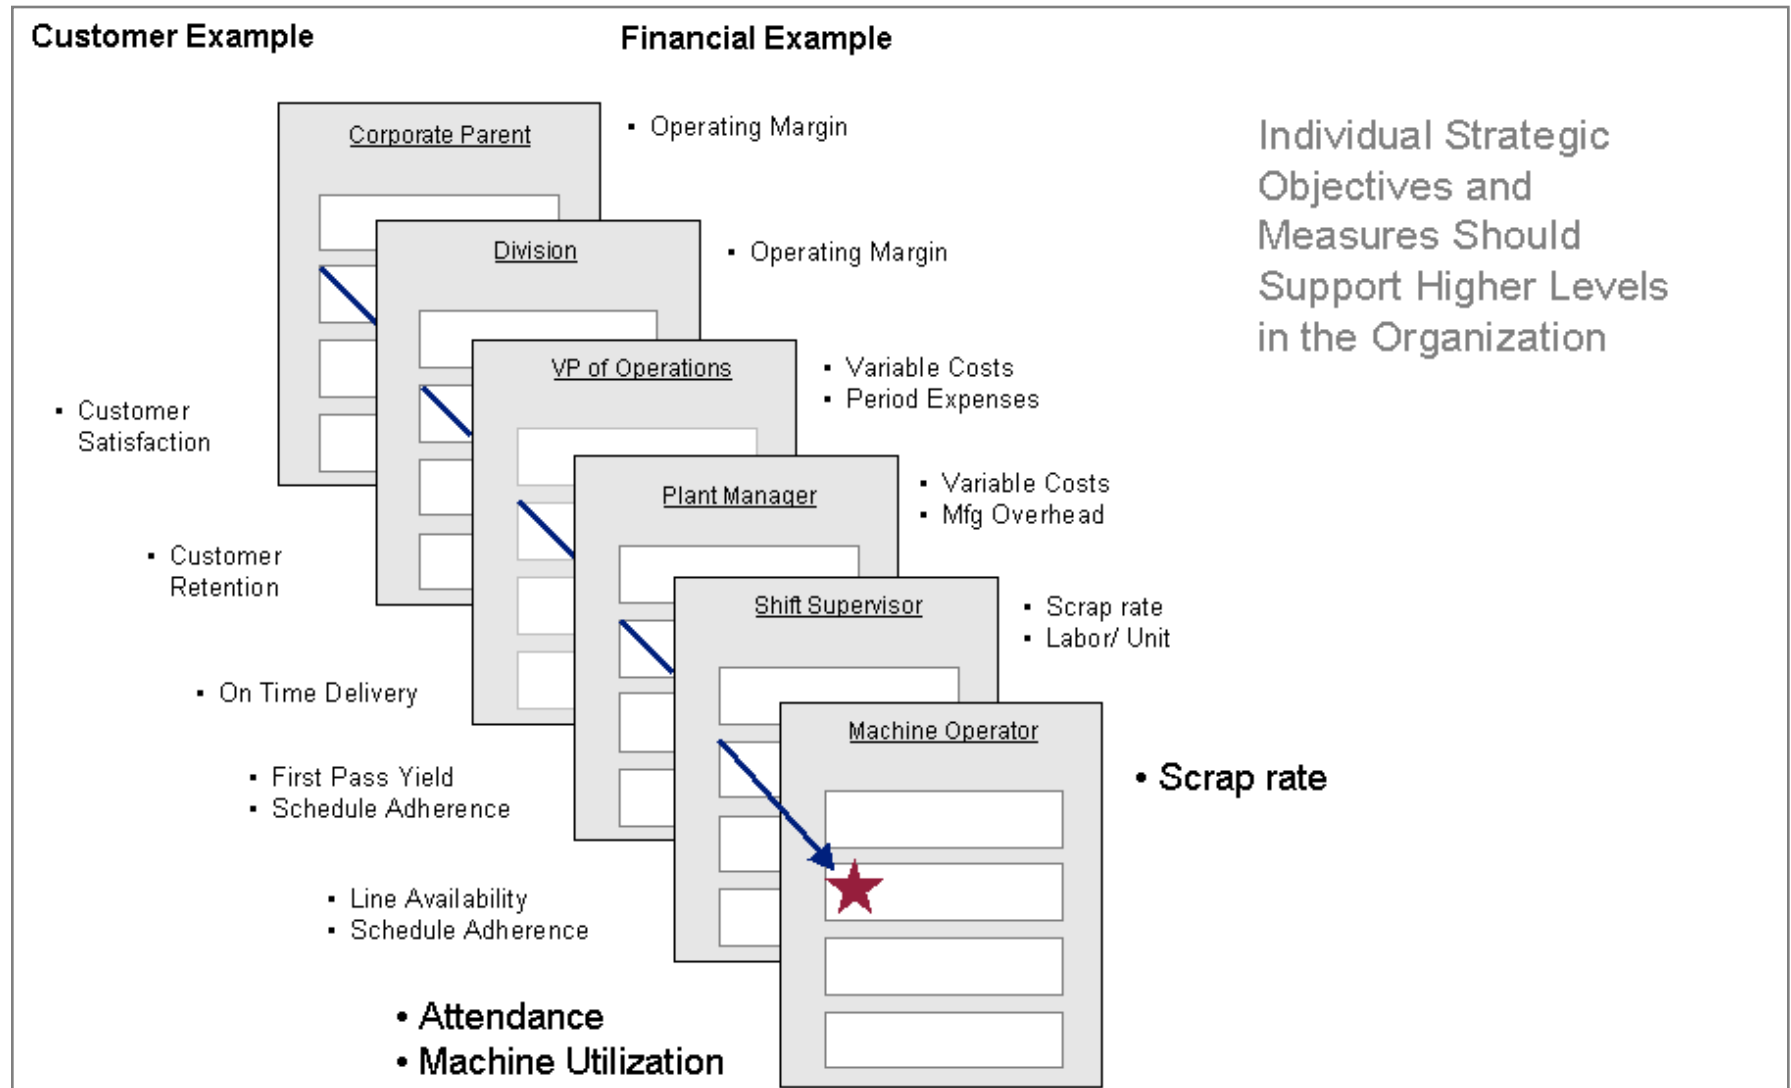 Customer Example
Financial Example
Corporate Parent
▪ Operating Margin
Individual Strategic
Objectives and
Measures Should
Support Higher Levels
in the Organization
Division
▪ Operating Margin
VP of Operations
▪ Variable Costs
▪ Period Expenses
▪ Customer
Satisfaction
Plant Manager
▪ Variable Costs
▪ Mfg Overhead
▪ Customer
Retention
Shift Supervisor
▪ Scrap rate
▪ Labor/ Unit
▪ On Time Delivery
Machine Operator
• Scrap rate
▪ First Pass Yield
▪ Schedule Adherence
▪ Line Availability
▪ Schedule Adherence
• Attendance
• Machine Utilization